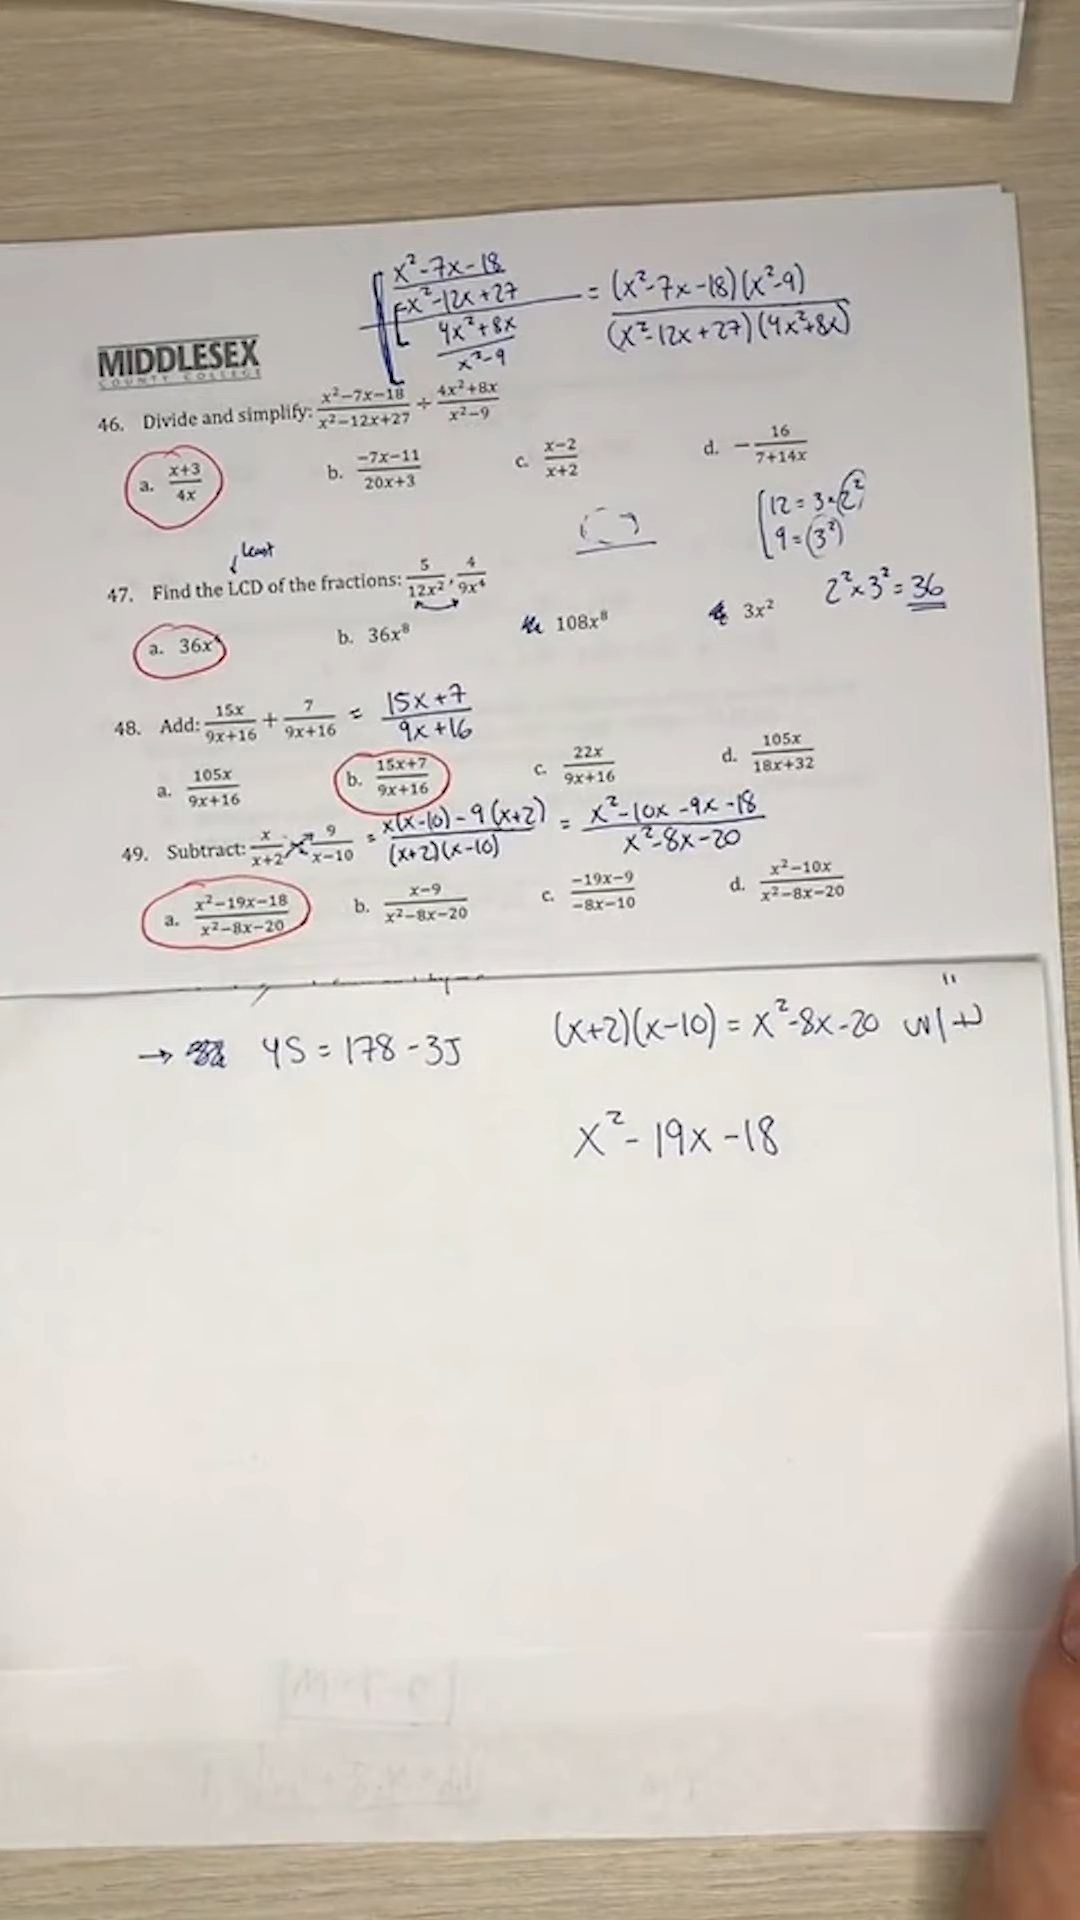 x²-7x-18
x²-12x+27
4x²+8x
x²-9
= (x²-7x-18)(x²-9)
(x²-12x+27)(4x²+8x)
MIDDLESEX
COUNTY COLLEGE
46. Divide and simplify: x²−7x−18/x²−12x+27 ÷ 4x²+8x/x²−9
a. x+3/4x b. −7x−11/20x+3 c. x−2/x+2 d. −16/7+14x
12 = 3×2²
9 = 3²
Least
47. Find the LCD of the fractions: 5/12x², 4/9x⁴
2²×3² = 36
a. 36x⁴ b. 36x⁸ 108x⁸ 3x²
48. Add: 15x/9x+16 + 7/9x+16 = 15x+7/9x+16
a. 105x/9x+16 b. 15x+7/9x+16 c. 22x/9x+16 d. 105x/18x+32
49. Subtract: x/x+2 − 9/x−10 = x(x-10)-9(x+2)/(x+2)(x-10) = x²-10x-9x-18/x²-8x-20
a. x²−19x−18/x²−8x−20 b. x−9/x²−8x−20 c. −19x−9/−8x−10 d. x²−10x/x²−8x−20
(x+2)(x-10) = x²-8x-20
→ 4S = 178-3J
x²-19x-18